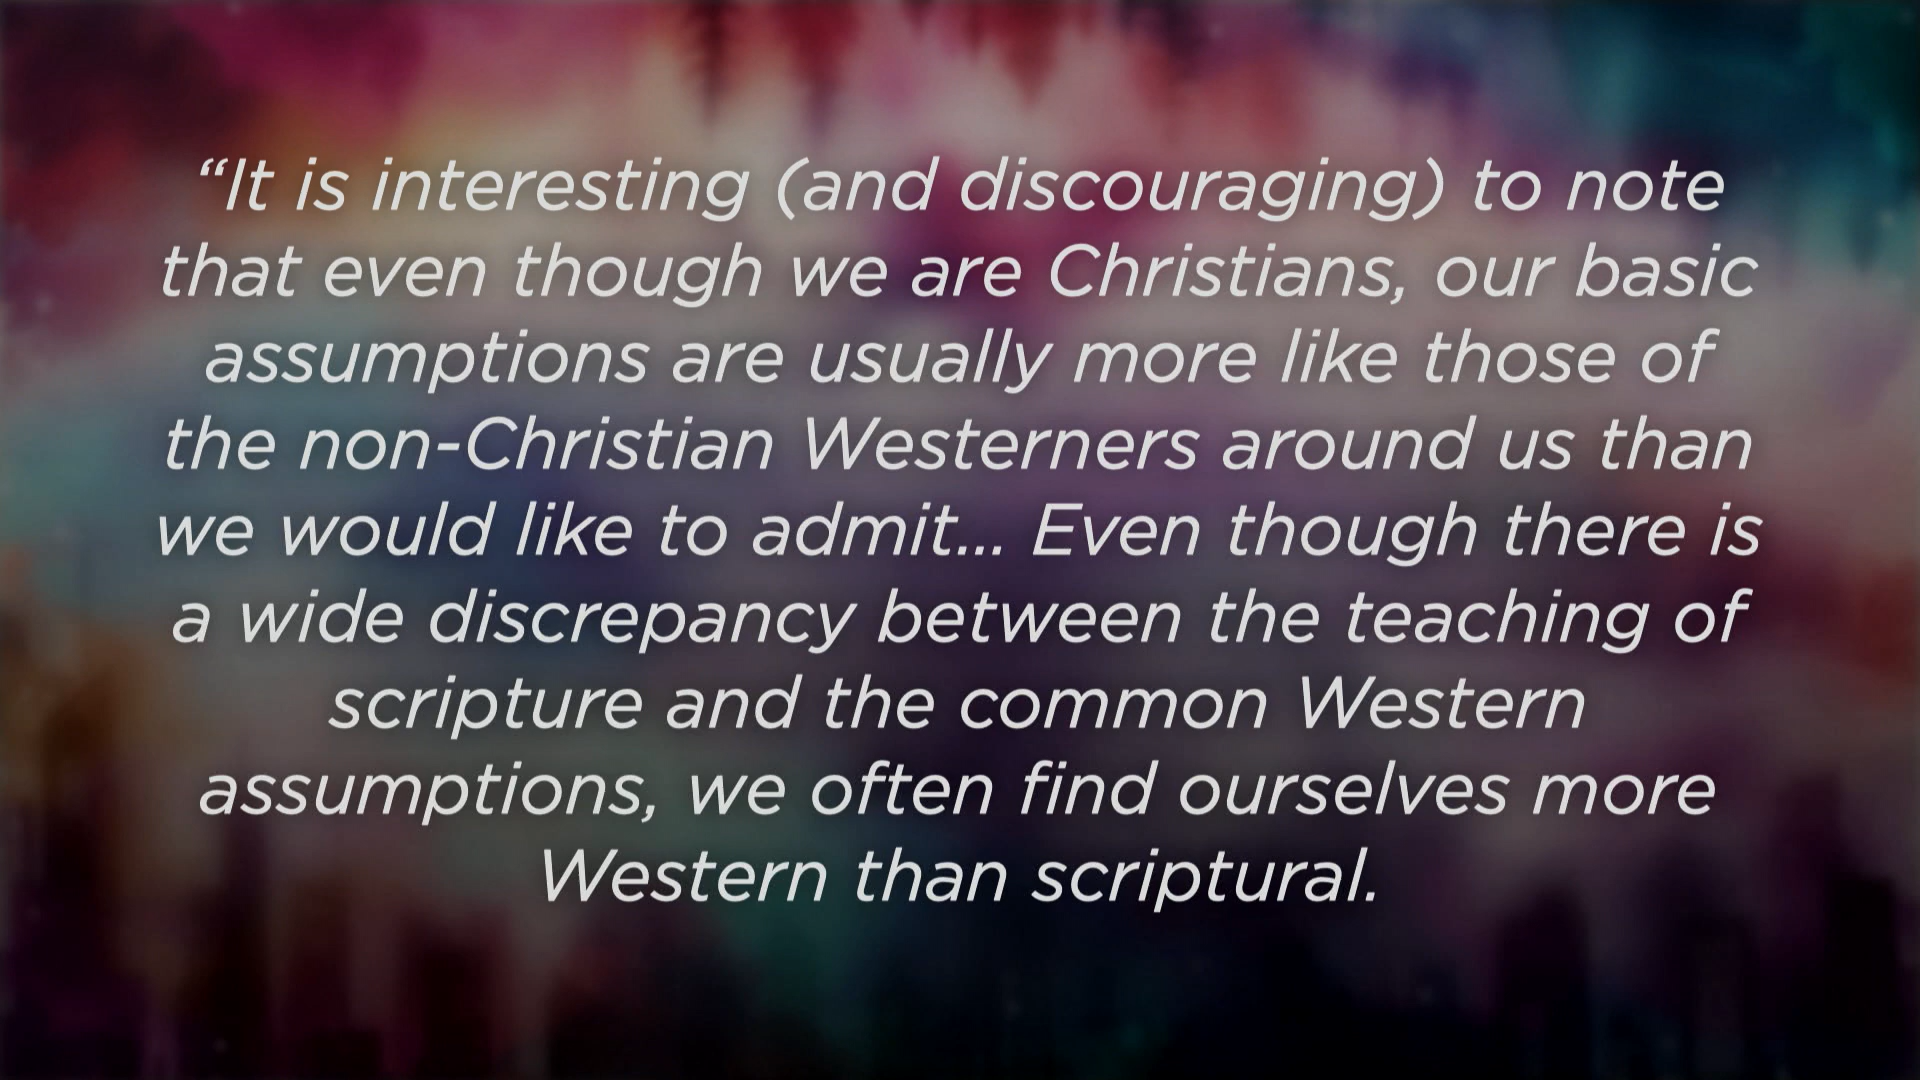 “It is interesting (and discouraging) to note
that even though we are Christians, our basic
assumptions are usually more like those of
the non-Christian Westerners around us than
we would like to admit... Even though there is
a wide discrepancy between the teaching of
scripture and the common Western
assumptions, we often find ourselves more
Western than scriptural.